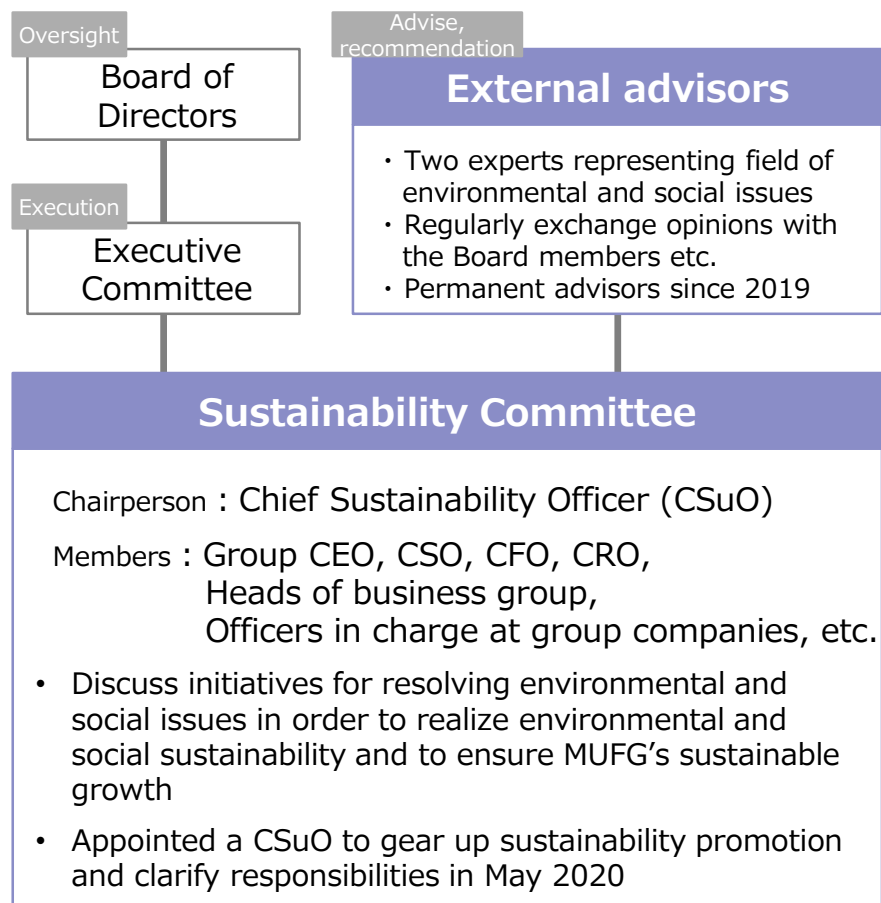 Oversight
Board of
Directors
Execution
Executive
Committee
Advise,
recommendation
External advisors
・Two experts representing field of
environmental and social issues
・Regularly exchange opinions with
the Board members etc.
・Permanent advisors since 2019
Sustainability Committee
Chairperson : Chief Sustainability Officer (CSuO)
Members : Group CEO, CSO, CFO, CRO,
Heads of business group,
Officers in charge at group companies, etc.
• Discuss initiatives for resolving environmental and
social issues in order to realize environmental and
social sustainability and to ensure MUFG’s sustainable
growth
• Appointed a CSuO to gear up sustainability promotion
and clarify responsibilities in May 2020